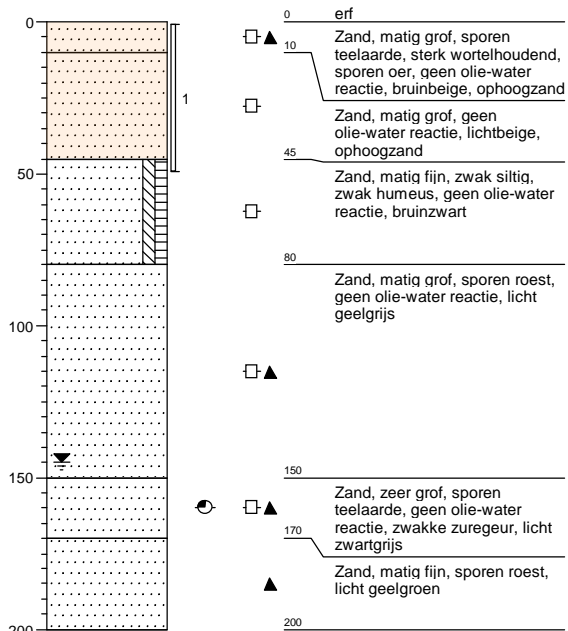 0
50
100
150
200
1
0
erf
Zand, matig grof, sporen
teelaarde, sterk wortelhoudend,
sporen oer, geen olie-water
reactie, bruinbeige, ophoogzand
10
Zand, matig grof, geen
olie-water reactie, lichtbeige,
ophoogzand
45
Zand, matig fijn, zwak siltig,
zwak humeus, geen olie-water
reactie, bruinzwart
80
Zand, matig grof, sporen roest,
geen olie-water reactie, licht
geelgrijs
150
Zand, zeer grof, sporen
teelaarde, geen olie-water
reactie, zwakke zuregeur, licht
zwartgrijs
170
Zand, matig fijn, sporen roest,
licht geelgroen
200